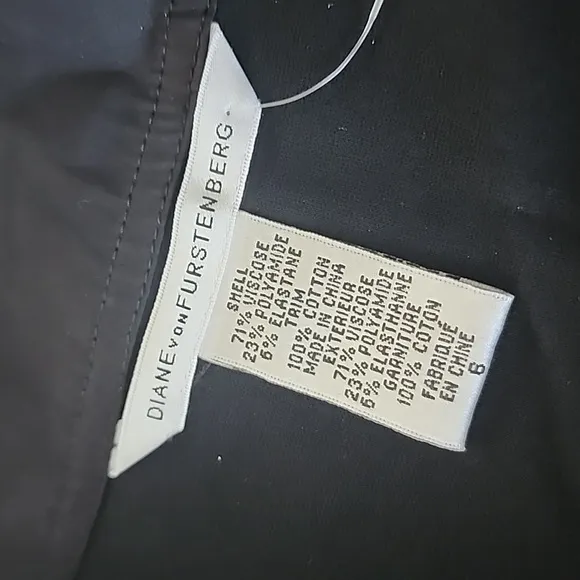 DIANE VON FURSTENBERG
SHELL
71% VISCOSE
23% POLYAMIDE
6% ELASTANE
TRIM
100% COTTON
MADE IN CHINA
EXTERIEUR
71% VISCOSE
23% POLYAMIDE
6% ELASTHANNE
GARNITURE
100% COTON
FABRIQUÉ
EN CHINE
6